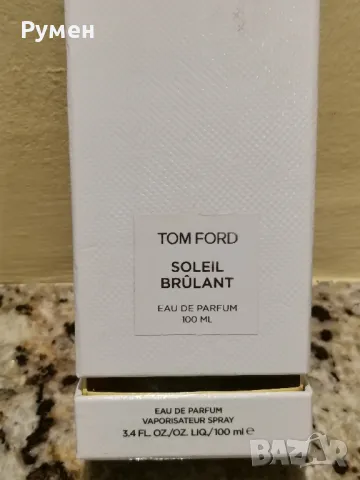 Румен
TOM FORD
SOLEIL
BRÛLANT
EAU DE PARFUM
100 ML
EAU DE PARFUM
VAPORISATEUR SPRAY
3.4 FL. OZ./OZ. LIQ./100 ml e
BAZAR